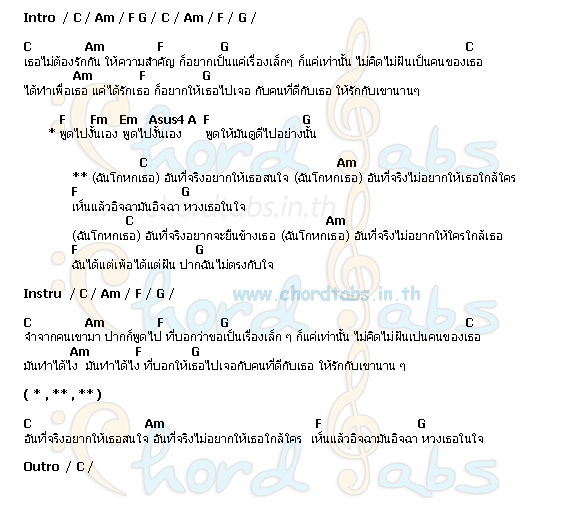 Intro / C / Am / F G / C / Am / F / G /
C Am F G C
เธอไม่ต้องรักกัน ให้ความสำคัญ ก็อยากเป็นแค่เรื่องเล็กๆ ก็แค่เท่านั้น ไม่คิดไม่ฝันเป็นคนของเธอ
Am F G
ได้ทำเพื่อเธอ แค่ได้รักเธอ ก็อยากให้เธอไปเจอ กับคนที่ดีกับเธอ ให้รักกับเขานานๆ
F Fm Em Asus4 A F G
* พูดไปงั้นเอง พูดไปงั้นเอง พูดให้มันดูดีไปอย่างนั้น
C Am
** (ฉันโกหกเธอ) อันที่จริงอยากให้เธอสนใจ (ฉันโกหกเธอ) อันที่จริงไม่อยากให้เธอใกล้ใคร
F G
เห็นแล้วอิจฉามันอิจฉา หวงเธอในใจ
C Am
(ฉันโกหกเธอ) อันที่จริงอยากจะยืนข้างเธอ (ฉันโกหกเธอ) อันที่จริงไม่อยากให้ใครใกล้เธอ
F G
ฉันได้แต่เพ้อได้แต่ฝัน ปากฉันไม่ตรงกับใจ
Instru / C / Am / F / G /
www.chordtabs.in.th
C Am F G C
จำจากคนเขามา ปากก็พูดไป ที่บอกว่าขอเป็นเรื่องเล็ก ๆ ก็แค่เท่านั้น ไม่คิดไม่ฝันเป็นคนของเธอ
Am F G
มันทำได้ไง มันทำได้ไง ที่บอกให้เธอไปเจอกับคนที่ดีกับเธอ ให้รักกับเขานาน ๆ
( * , ** , ** )
C Am F G
อันที่จริงอยากให้เธอสนใจ อันที่จริงไม่อยากให้เธอใกล้ใคร เห็นแล้วอิจฉามันอิจฉา หวงเธอในใจ
Outro / C /